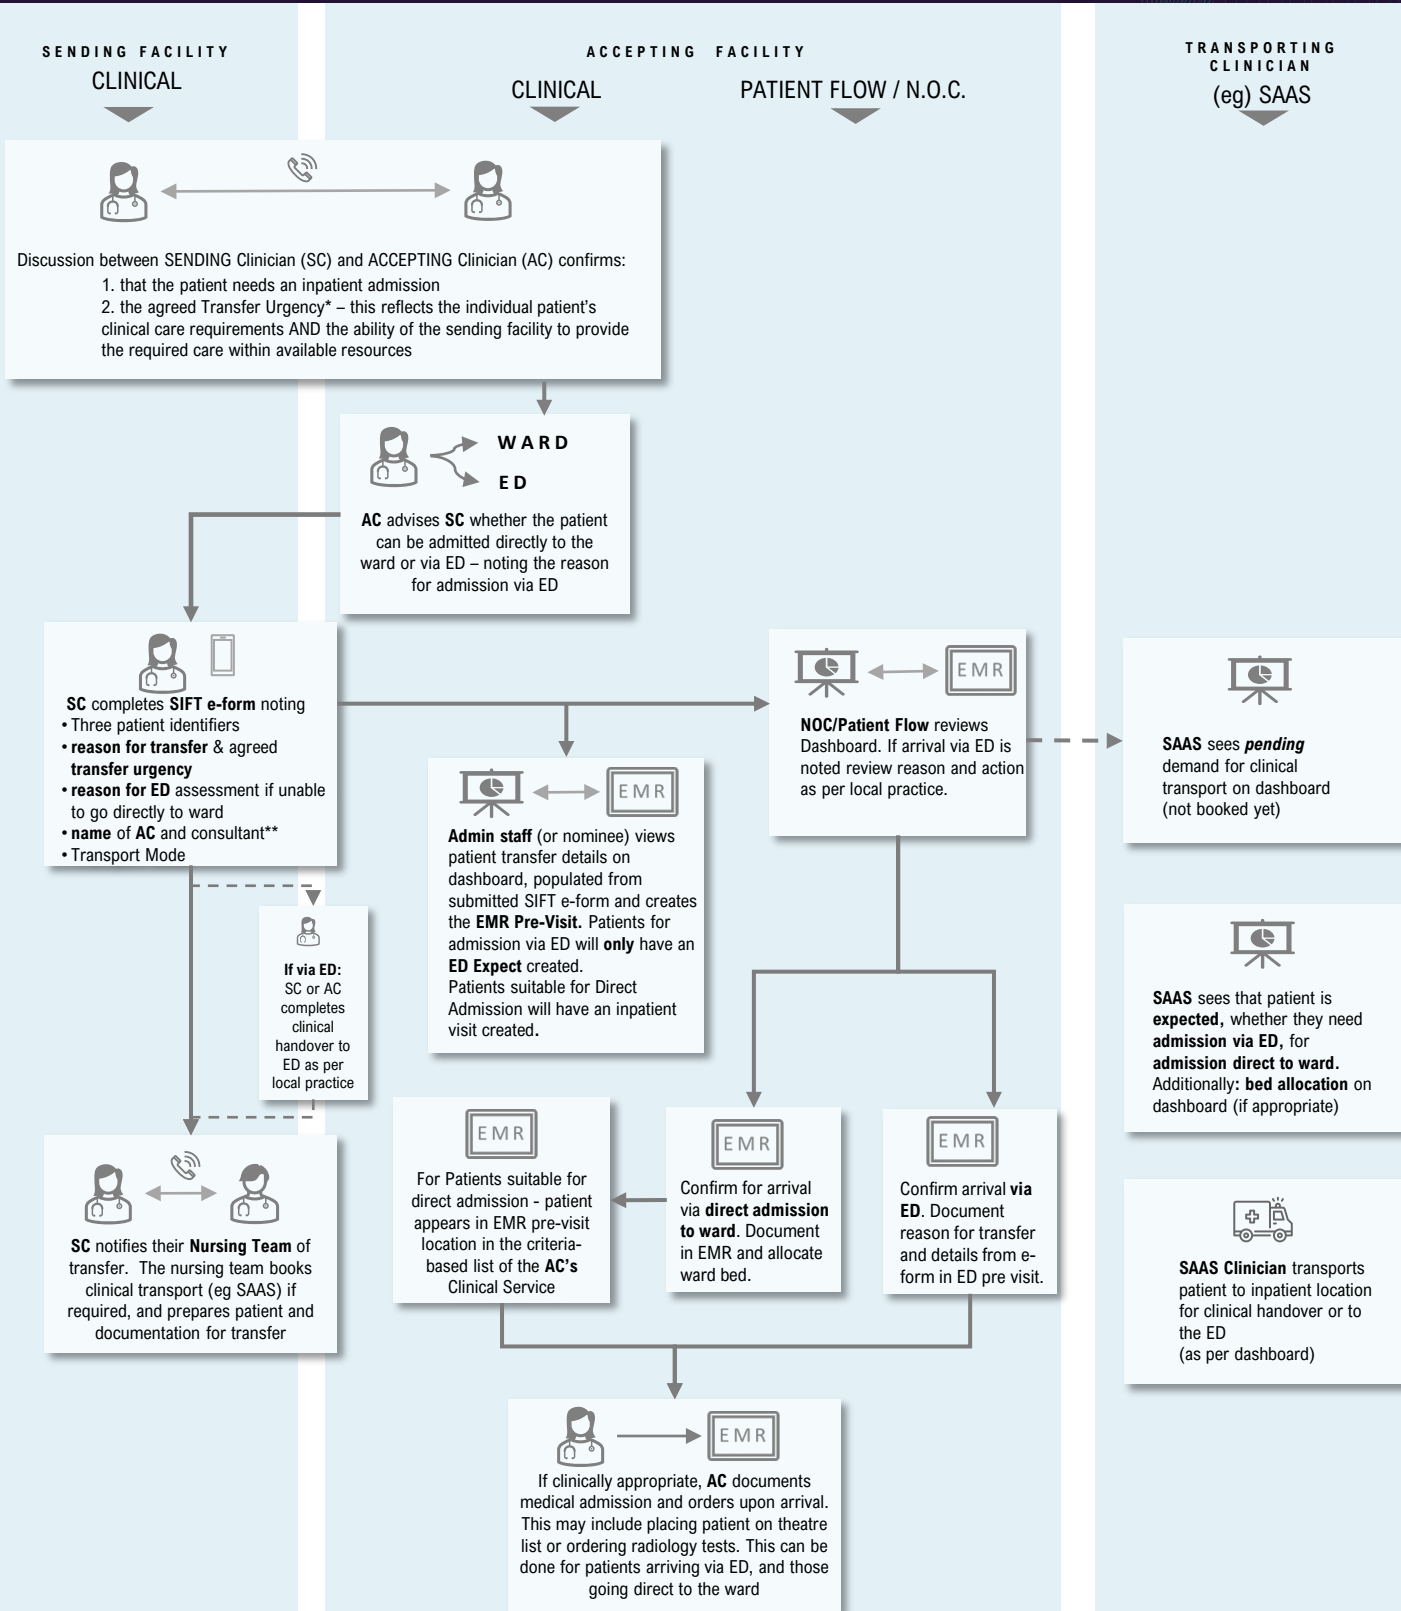 SENDING FACILITY
CLINICAL
ACCEPTING FACILITY
CLINICAL
PATIENT FLOW / N.O.C.
TRANSPORTING
CLINICIAN
(eg) SAAS
Discussion between SENDING Clinician (SC) and ACCEPTING Clinician (AC) confirms:
1. that the patient needs an inpatient admission
2. the agreed Transfer Urgency* – this reflects the individual patient's
clinical care requirements AND the ability of the sending facility to provide
the required care within available resources
WARD
ED
AC advises SC whether the patient
can be admitted directly to the
ward or via ED – noting the reason
for admission via ED
SC completes SIFT e-form noting
• Three patient identifiers
• reason for transfer & agreed
transfer urgency
• reason for ED assessment if unable
to go directly to ward
• name of AC and consultant**
• Transport Mode
If via ED:
SC or AC
completes
clinical
handover to
ED as per
local practice
SC notifies their Nursing Team of
transfer. The nursing team books
clinical transport (eg SAAS) if
required, and prepares patient and
documentation for transfer
EMR
Admin staff (or nominee) views
patient transfer details on
dashboard, populated from
submitted SIFT e-form and creates
the EMR Pre-Visit. Patients for
admission via ED will only have an
ED Expect created.
Patients suitable for Direct
Admission will have an inpatient
visit created.
EMR
NOC/Patient Flow reviews
Dashboard. If arrival via ED is
noted review reason and action
as per local practice.
EMR
For Patients suitable for
direct admission - patient
appears in EMR pre-visit
location in the criteria-
based list of the AC's
Clinical Service
EMR
Confirm for arrival
via direct admission
to ward. Document
in EMR and allocate
ward bed.
EMR
Confirm arrival via
ED. Document
reason for transfer
and details from e-
form in ED pre visit.
EMR
If clinically appropriate, AC documents
medical admission and orders upon arrival.
This may include placing patient on theatre
list or ordering radiology tests. This can be
done for patients arriving via ED, and those
going direct to the ward
SAAS sees pending
demand for clinical
transport on dashboard
(not booked yet)
SAAS sees that patient is
expected, whether they need
admission via ED, for
admission direct to ward.
Additionally: bed allocation on
dashboard (if appropriate)
SAAS Clinician transports
patient to inpatient location
for clinical handover or to
the ED
(as per dashboard)